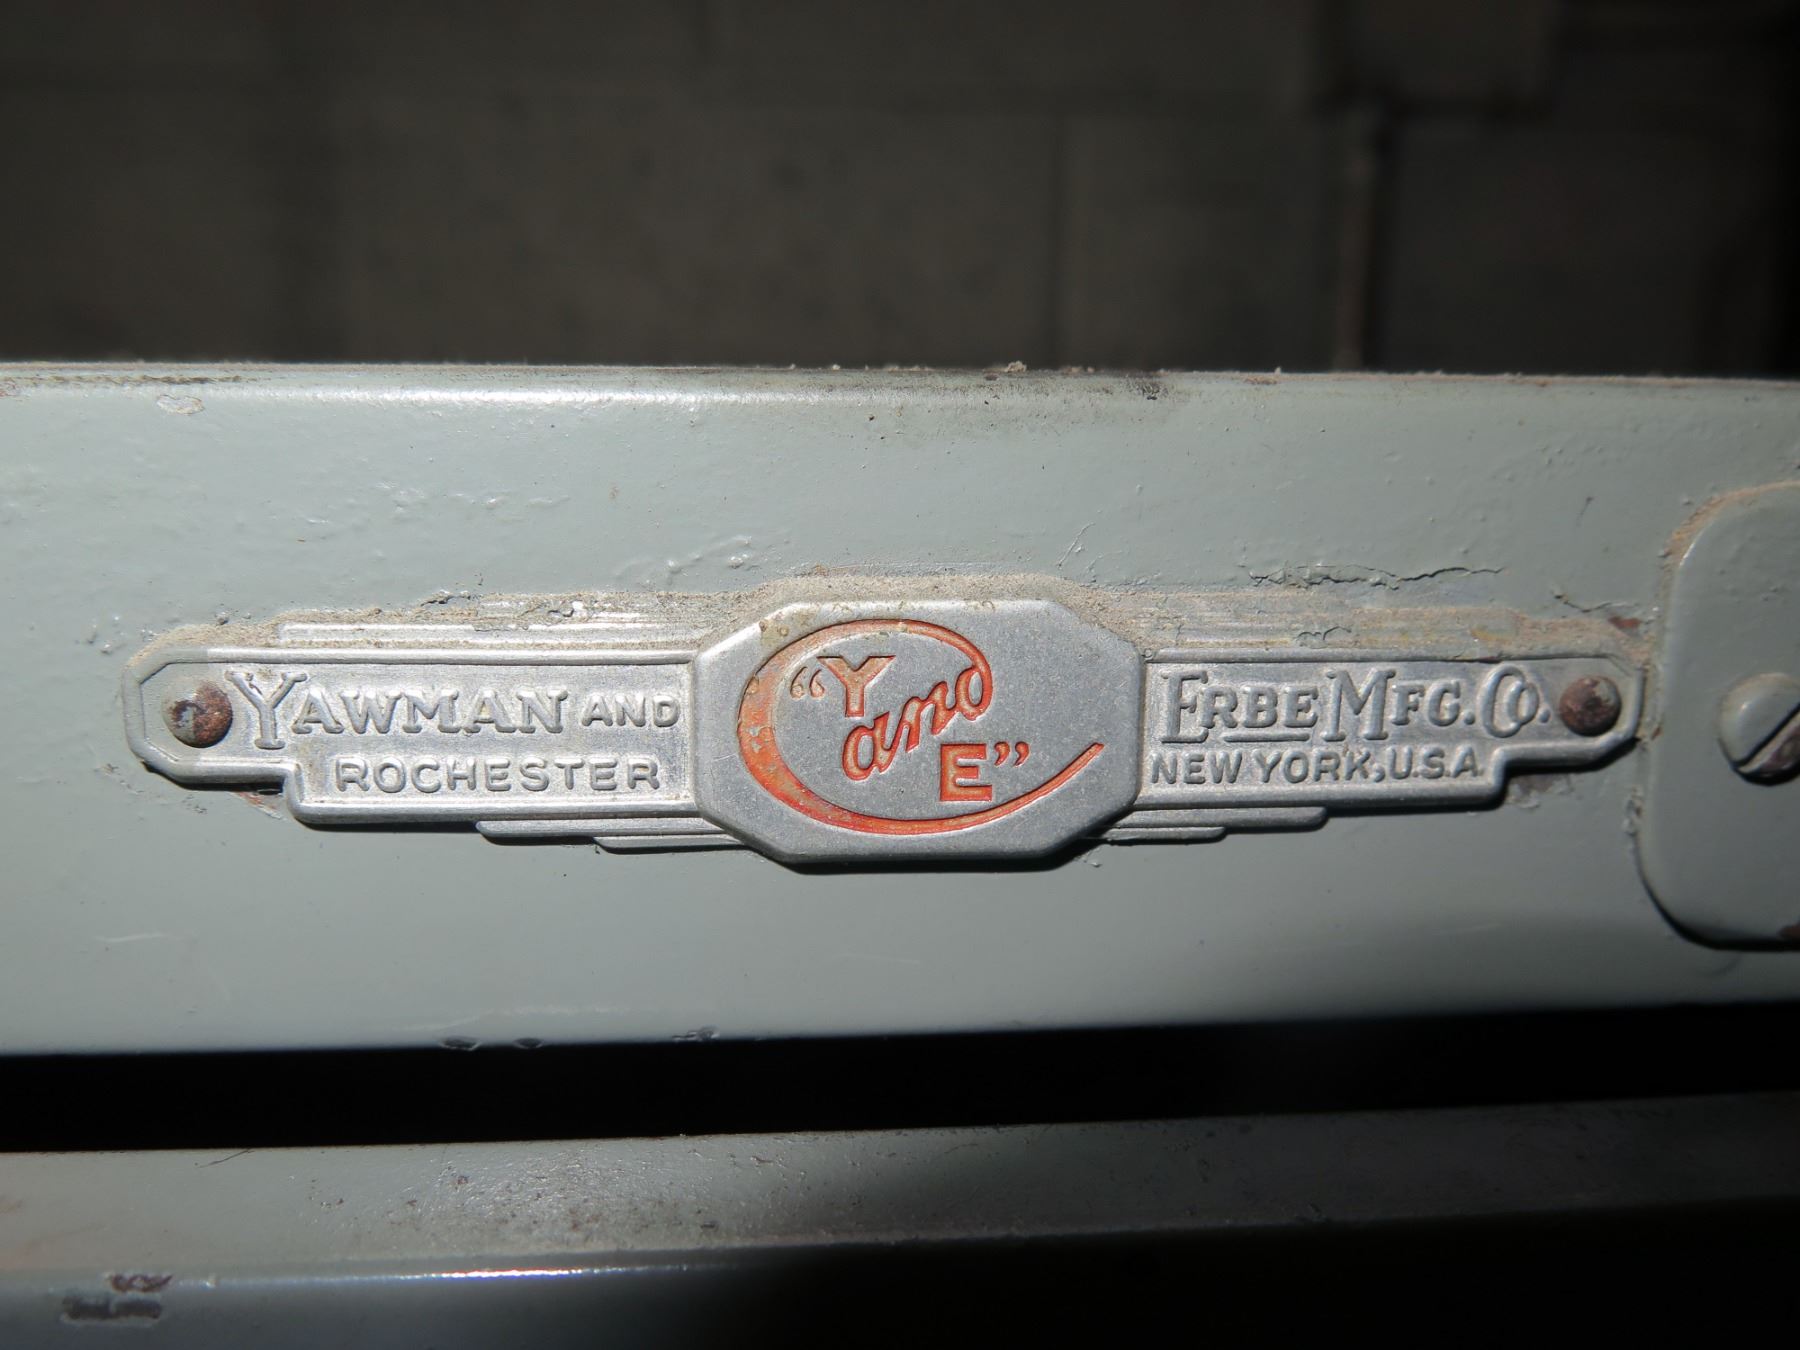 YAWMAN AND
ROCHESTER
“Y
and
E”
ERBE MFG. CO.
NEW YORK, U.S.A.